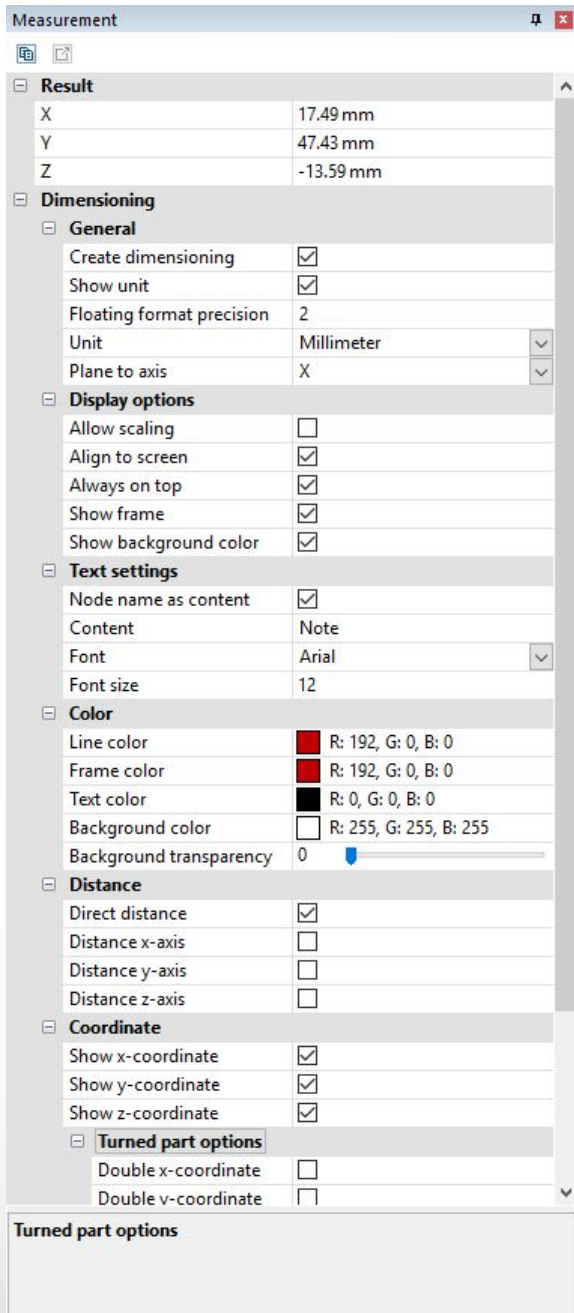 Measurement
Result
X 17.49 mm
Y 47.43 mm
Z -13.59 mm
Dimensioning
General
Create dimensioning
Show unit
Floating format precision 2
Unit Millimeter
Plane to axis X
Display options
Allow scaling
Align to screen
Always on top
Show frame
Show background color
Text settings
Node name as content
Content Note
Font Arial
Font size 12
Color
Line color R: 192, G: 0, B: 0
Frame color R: 192, G: 0, B: 0
Text color R: 0, G: 0, B: 0
Background color R: 255, G: 255, B: 255
Background transparency 0
Distance
Direct distance
Distance x-axis
Distance y-axis
Distance z-axis
Coordinate
Show x-coordinate
Show y-coordinate
Show z-coordinate
Turned part options
Double x-coordinate
Double y-coordinate
Turned part options